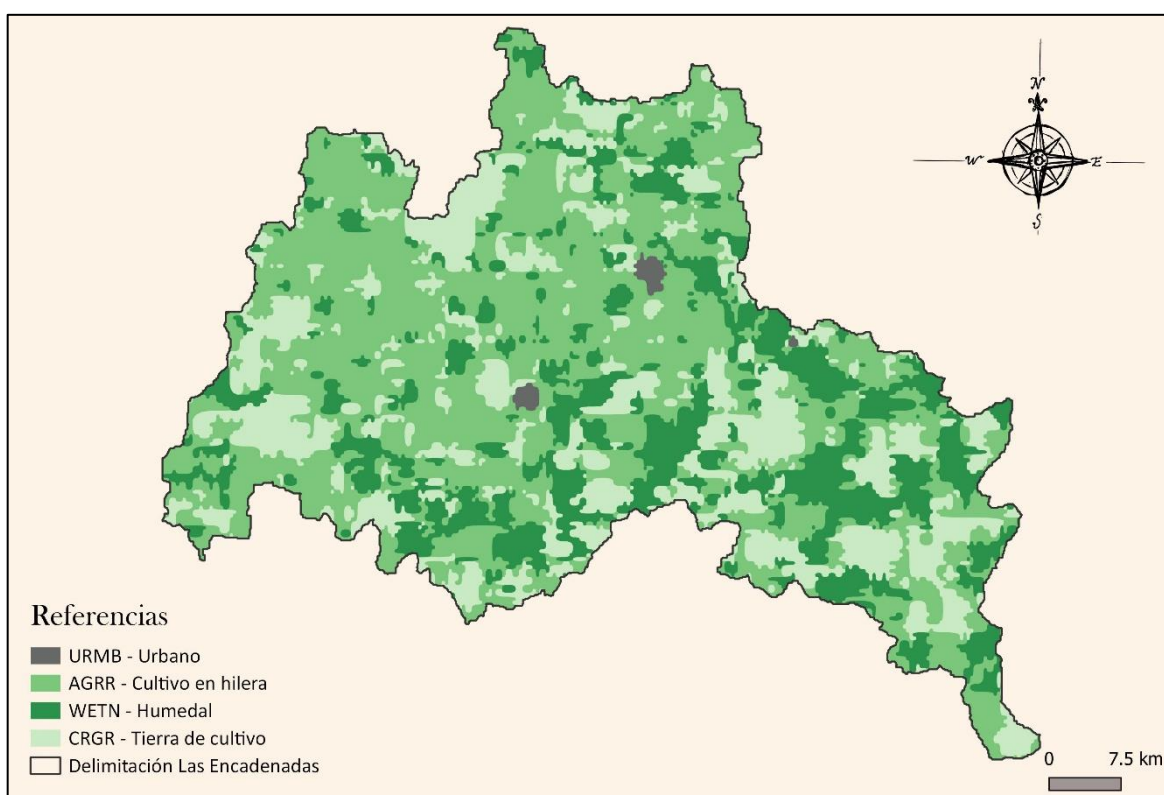 N
W
E
S
Referencias
URMB - Urbano
AGRR - Cultivo en hilera
WETN - Humedal
CRGR - Tierra de cultivo
Delimitación Las Encadenadas
0 7.5 km